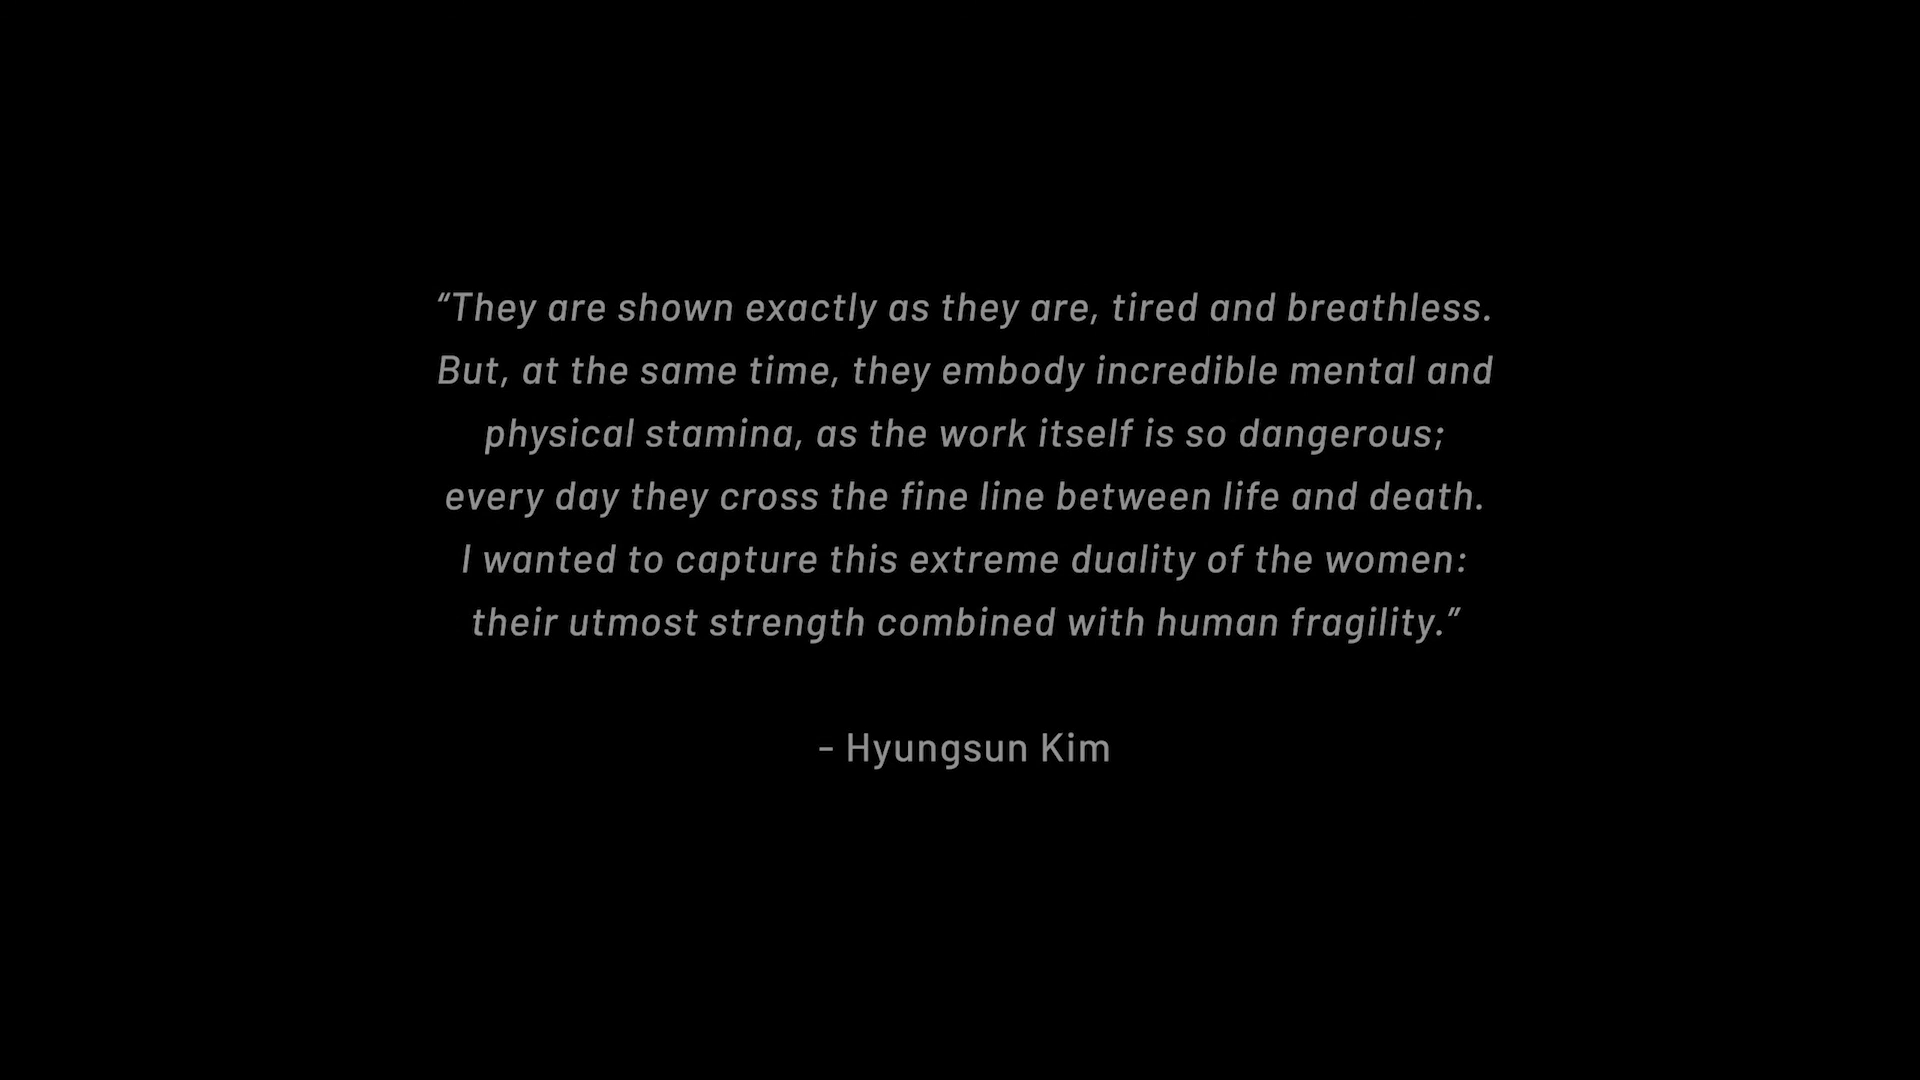 “They are shown exactly as they are, tired and breathless.
But, at the same time, they embody incredible mental and
physical stamina, as the work itself is so dangerous;
every day they cross the fine line between life and death.
I wanted to capture this extreme duality of the women:
their utmost strength combined with human fragility.”
- Hyungsun Kim